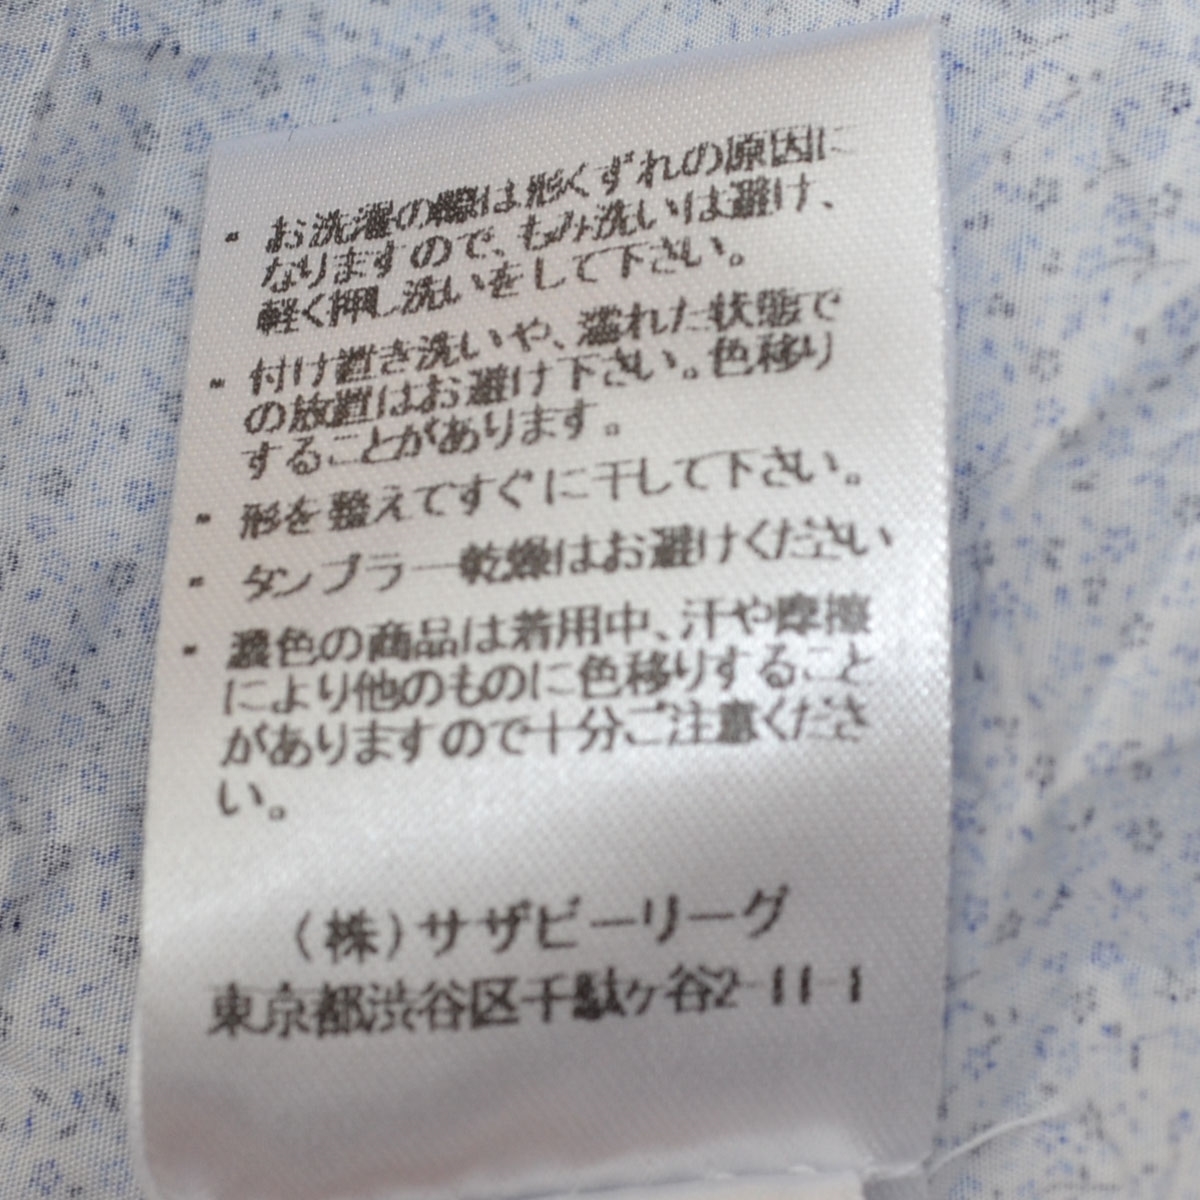 ・お洗濯の際は形くずれの原因に
なりますので、もみ洗いは避け、
軽く押し洗いをして下さい。
・付け置き洗いや、濡れた状態で
の放置はお避け下さい。色移り
することがあります。
・形を整えてすぐに干して下さい。
・タンブラー乾燥はお避けください
・濃色の商品は着用中、汗や摩擦
により他のものに色移りすること
がありますので十分ご注意くださ
い。
(株)サザビーリーグ
東京都渋谷区千駄ヶ谷2-11-1